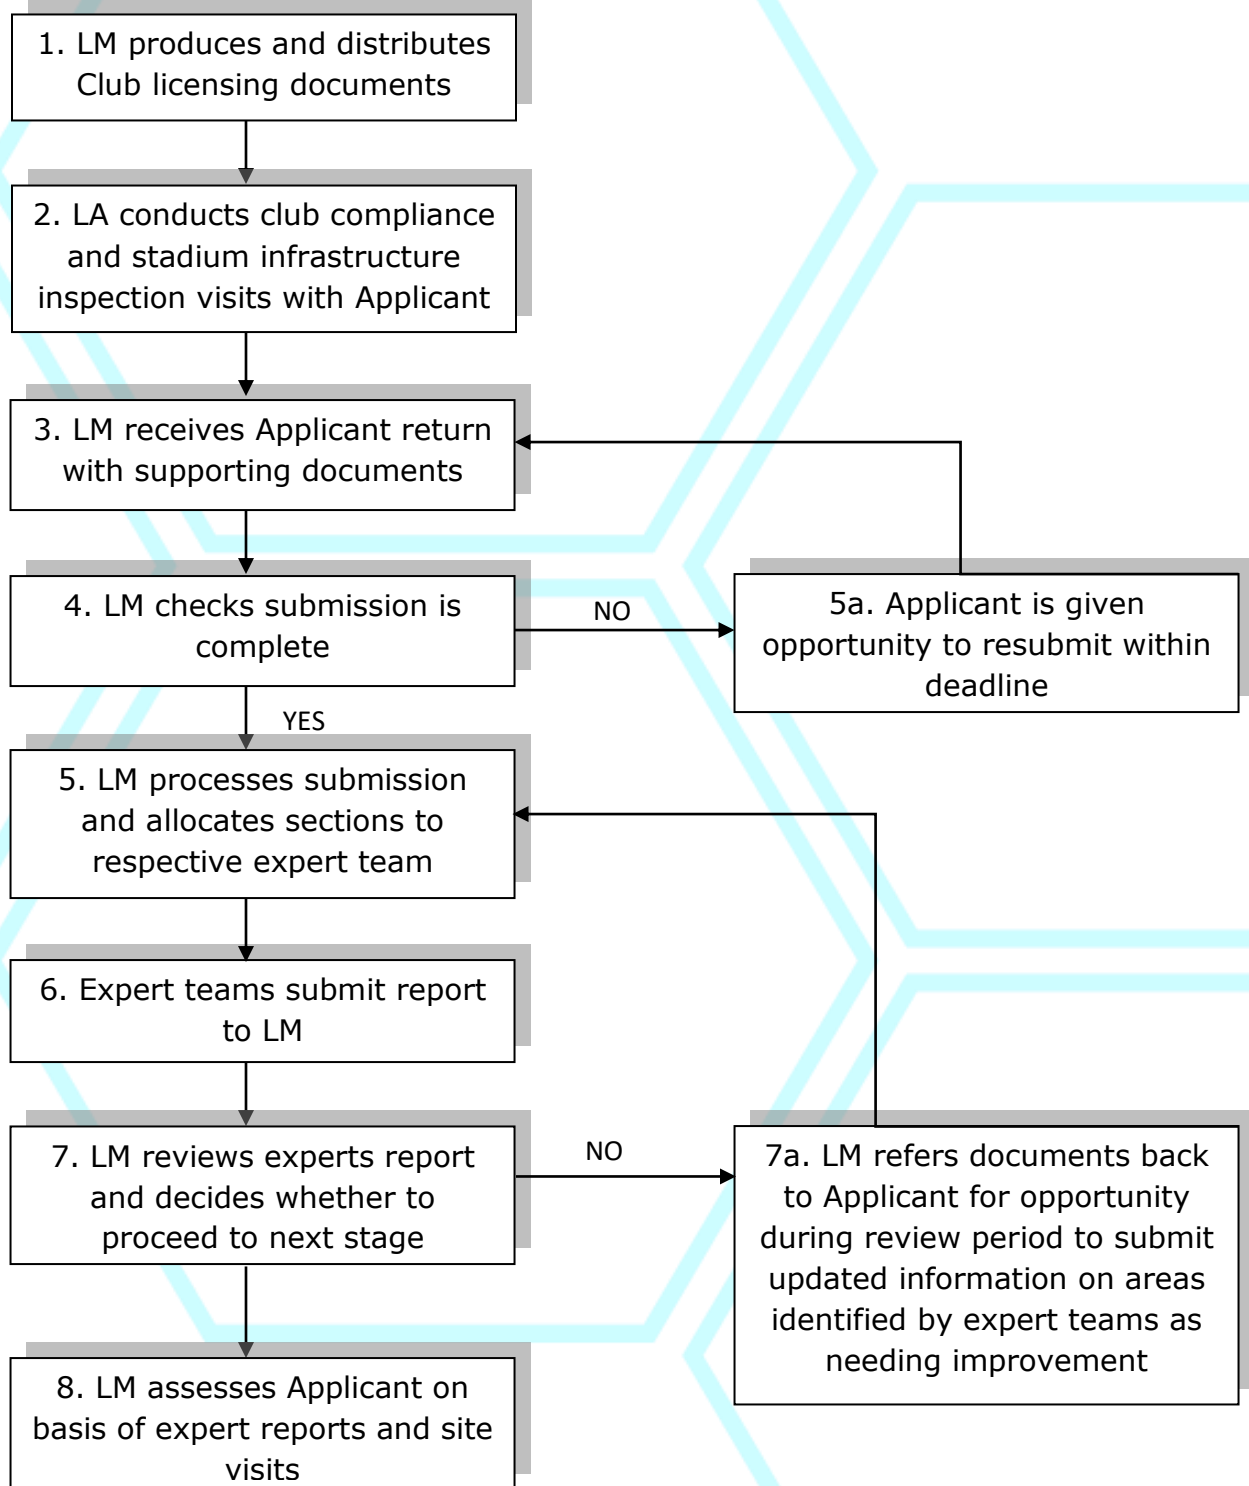 1. LM produces and distributes
Club licensing documents
2. LA conducts club compliance
and stadium infrastructure
inspection visits with Applicant
3. LM receives Applicant return
with supporting documents
4. LM checks submission is
complete
NO
5a. Applicant is given
opportunity to resubmit within
deadline
YES
5. LM processes submission
and allocates sections to
respective expert team
6. Expert teams submit report
to LM
7. LM reviews experts report
and decides whether to
proceed to next stage
NO
7a. LM refers documents back
to Applicant for opportunity
during review period to submit
updated information on areas
identified by expert teams as
needing improvement
8. LM assesses Applicant on
basis of expert reports and site
visits